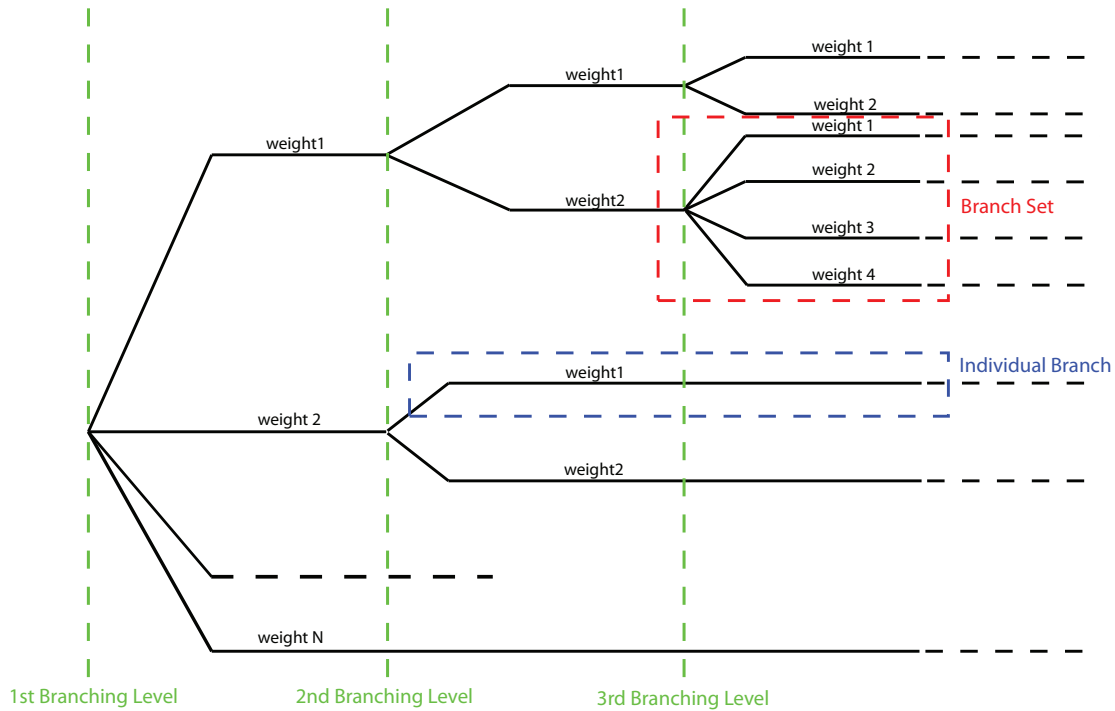 weight 1
weight1
weight 2
weight 1
weight1
weight 2
weight2
Branch Set
weight 3
weight 4
Individual Branch
weight1
weight 2
weight2
weight N
1st Branching Level
2nd Branching Level
3rd Branching Level